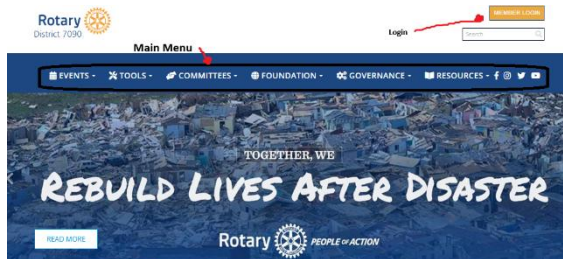 Rotary
District 7090
MEMBER LOGIN
Login
Search
Main Menu
EVENTS - TOOLS - COMMITTEES - FOUNDATION - GOVERNANCE - RESOURCES -
TOGETHER, WE
REBUILD LIVES AFTER DISASTER
READ MORE
Rotary PEOPLE OF ACTION